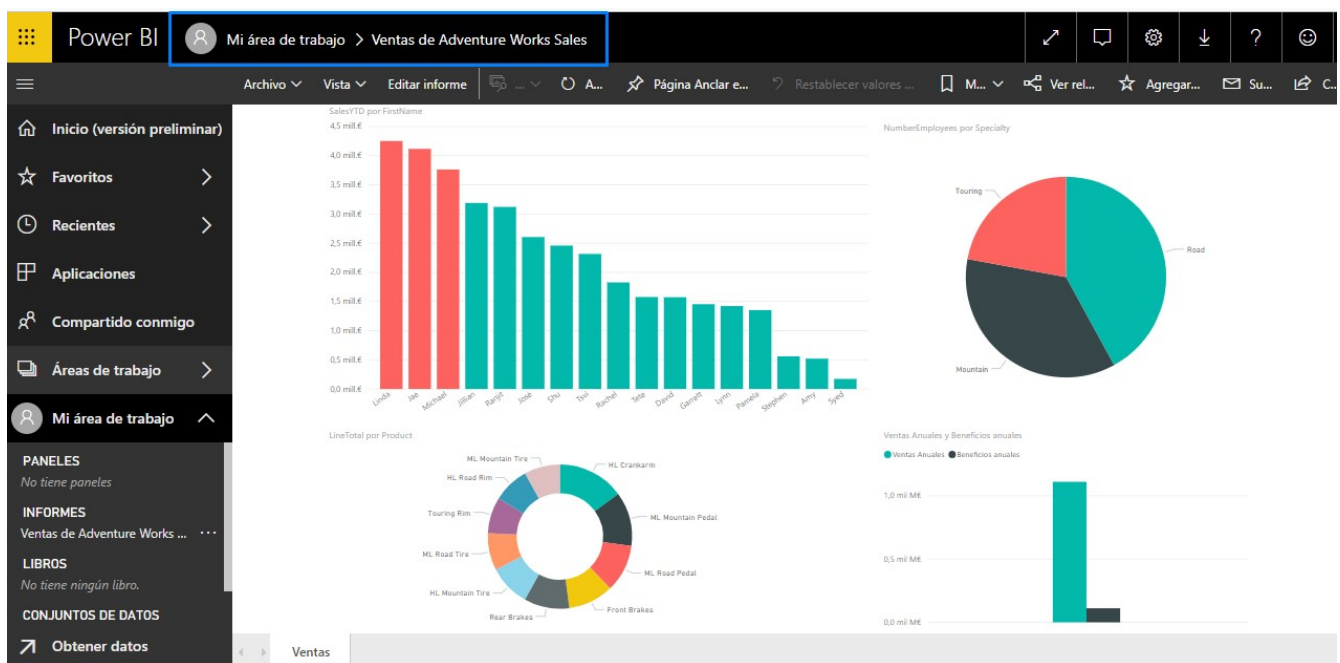 Power BI
Mi área de trabajo > Ventas de Adventure Works Sales
?
Archivo Vista Editar informe ... A... Página Anclar e... Restablecer valores ... M... Ver rel... Agregar... Su... C...
Inicio (versión preliminar)
Favoritos
Recientes
Aplicaciones
Compartido conmigo
Áreas de trabajo
Mi área de trabajo
PANELES
No tiene paneles
INFORMES
Ventas de Adventure Works ... ...
LIBROS
No tiene ningún libro.
CONJUNTOS DE DATOS
Obtener datos
SalesYTD por FirstName
4,5 mill.€
4,0 mill.€
3,5 mill.€
3,0 mill.€
2,5 mill.€
2,0 mill.€
1,5 mill.€
1,0 mill.€
0,5 mill.€
0,0 mill.€
Linda Jae Michael Jillian Ranjit José Shu Tsvi Rachel Tete David Garrett Lynn Pamela Stephen Amy Syed
NumberEmployees por Specialty
Touring
Road
Mountain
LineTotal por Product
ML Mountain Tire
HL Crankarm
HL Road Rim
Touring Rim
ML Mountain Pedal
ML Road Tire
ML Road Pedal
HL Mountain Tire
Front Brakes
Rear Brakes
Ventas Anuales y Beneficios anuales
Ventas Anuales Beneficios anuales
1,0 mil M€
0,5 mil M€
0,0 mil M€
Ventas